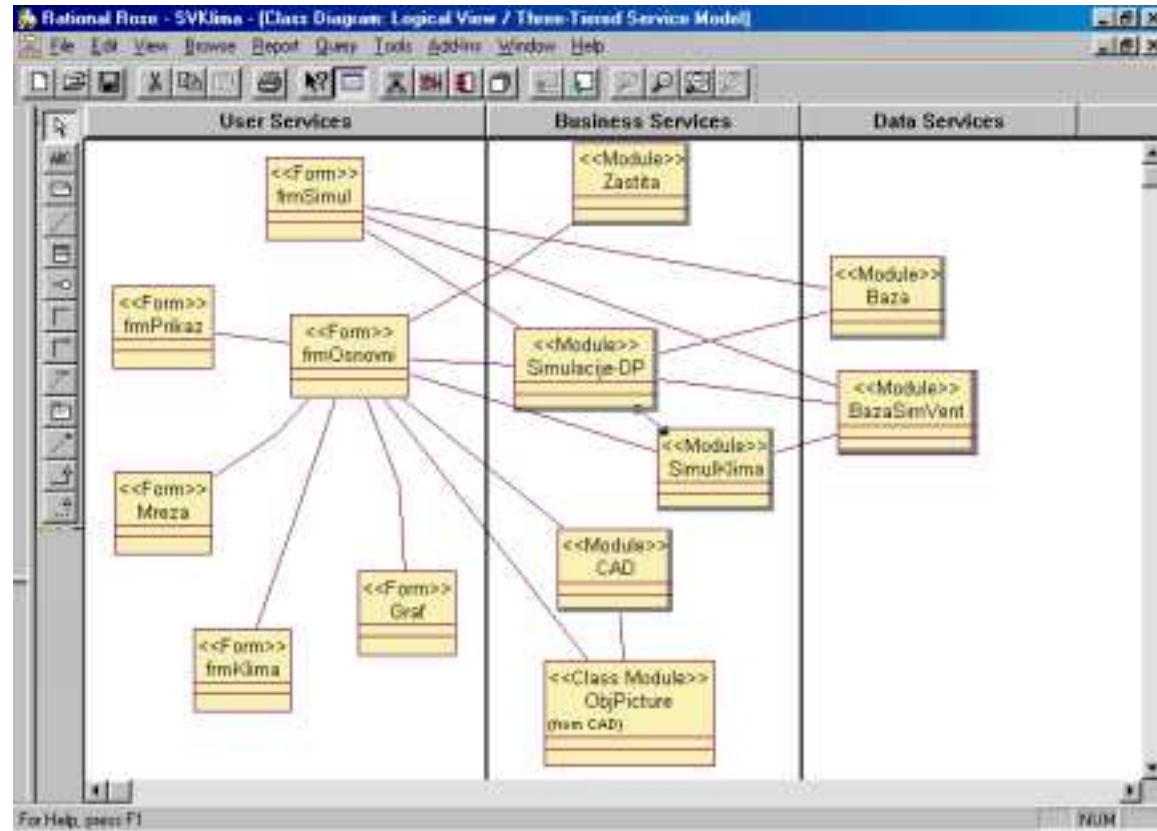 Rational Rose - SVKlima - [Class Diagram: Logical View / Three-Tiered Service Model]
File Edit View Browse Report Query Tools Add-Ins Window Help
User Services
Business Services
Data Services
ABC
<<Form>>
frmSimul
<<Module>>
Zastita
<<Module>>
Baza
<<Form>>
frmPrikaz
<<Form>>
frmOsnovni
<<Module>>
Simulacije-DP
<<Module>>
BazaSimVent
<<Module>>
SimulKlima
<<Form>>
Mreza
<<Module>>
CAD
<<Form>>
Graf
<<Form>>
frmKlima
<<Class Module>>
ObjPicture
(from CAD)
For Help, press F1
NUM